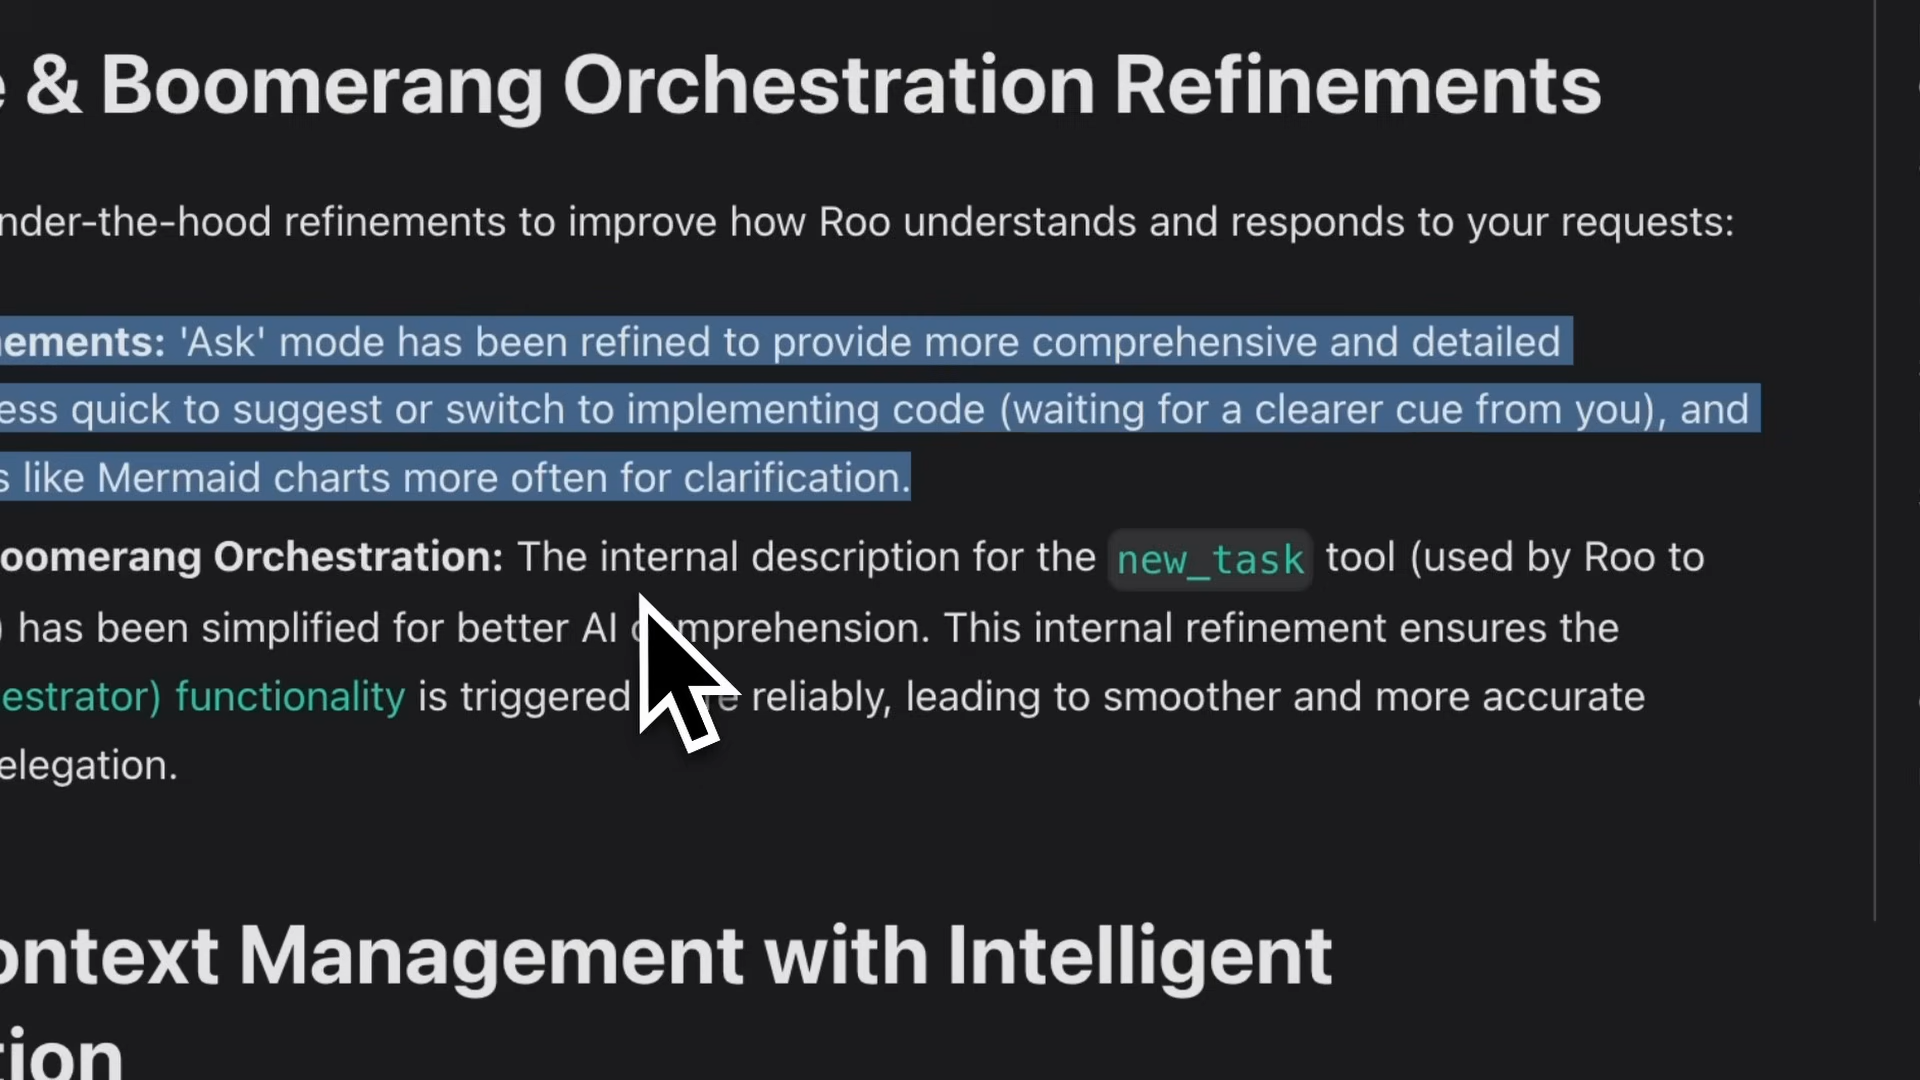 & Boomerang Orchestration Refinements
nder-the-hood refinements to improve how Roo understands and responds to your requests:
ements: 'Ask' mode has been refined to provide more comprehensive and detailed
ess quick to suggest or switch to implementing code (waiting for a clearer cue from you), and
s like Mermaid charts more often for clarification.
oomerang Orchestration: The internal description for the new_task tool (used by Roo to
) has been simplified for better AI comprehension. This internal refinement ensures the
estrator) functionality is triggered reliably, leading to smoother and more accurate
elegation.
ontext Management with Intelligent
tion